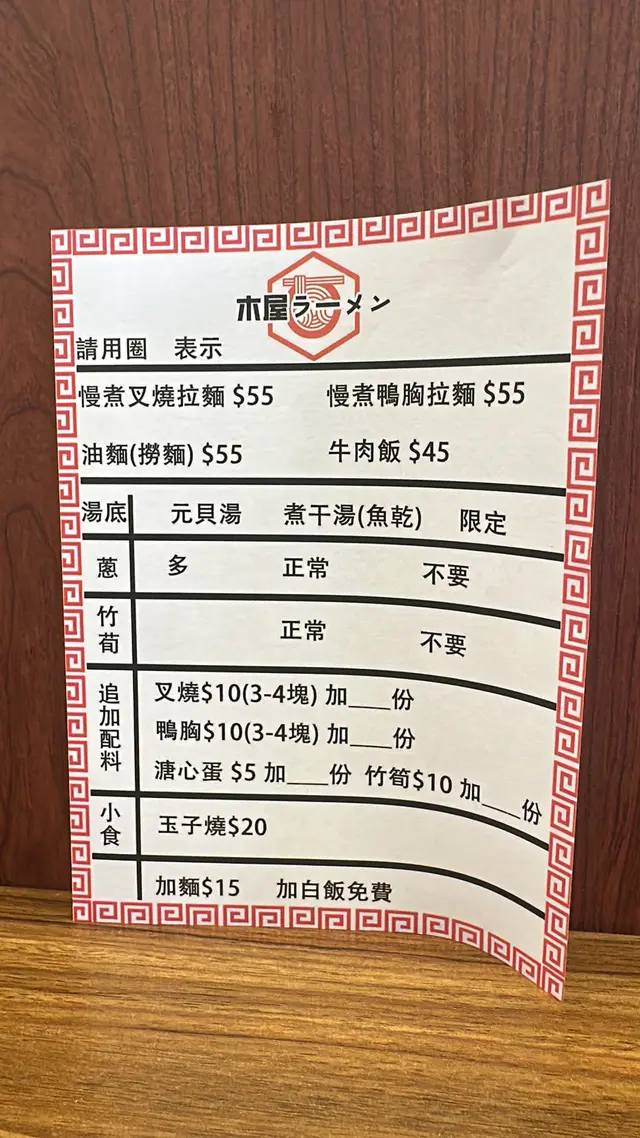 木屋ラーメン
請用圈 表示
慢煮叉燒拉麵 $55 慢煮鴨胸拉麵 $55
油麵(撈麵) $55 牛肉飯 $45
湯底 元貝湯 煮干湯(魚乾) 限定
蔥 多 正常 不要
竹荀 正常 不要
追加配料 叉燒$10(3-4塊) 加___份
鴨胸$10(3-4塊) 加___份
溏心蛋 $5 加___份 竹筍$10 加___份
小食 玉子燒$20
加麵$15 加白飯免費